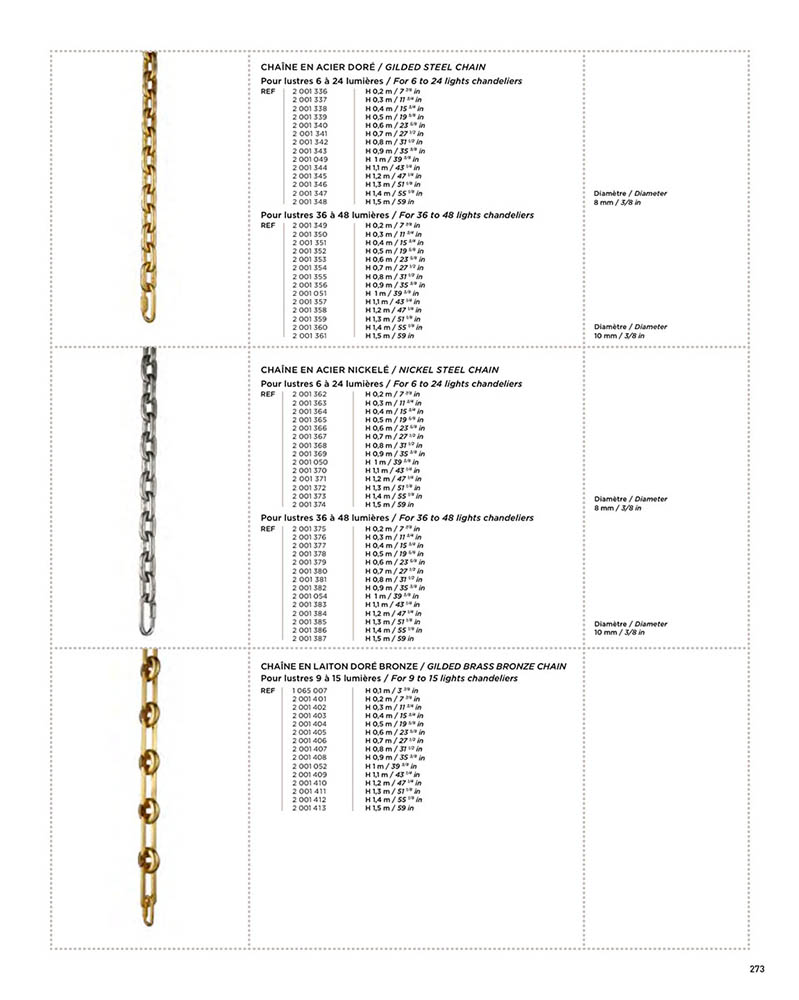 CHAÎNE EN ACIER DORÉ / GILDED STEEL CHAIN
Pour lustres 6 à 24 lumières / For 6 to 24 lights chandeliers
REF 2 001 336 H 0,2 m / 7 7/8 in
2 001 337 H 0,3 m / 11 3/4 in
2 001 338 H 0,4 m / 15 3/4 in
2 001 339 H 0,5 m / 19 5/8 in
2 001 340 H 0,6 m / 23 5/8 in
2 001 341 H 0,7 m / 27 1/2 in
2 001 342 H 0,8 m / 31 1/2 in
2 001 343 H 0,9 m / 35 3/8 in
2 001 049 H 1 m / 39 3/8 in
2 001 344 H 1,1 m / 43 1/4 in
2 001 345 H 1,2 m / 47 1/4 in
2 001 346 H 1,3 m / 51 1/8 in
2 001 347 H 1,4 m / 55 1/8 in
2 001 348 H 1,5 m / 59 in
Diamètre / Diameter
8 mm / 3/8 in
Pour lustres 36 à 48 lumières / For 36 to 48 lights chandeliers
REF 2 001 349 H 0,2 m / 7 7/8 in
2 001 350 H 0,3 m / 11 3/4 in
2 001 351 H 0,4 m / 15 3/4 in
2 001 352 H 0,5 m / 19 5/8 in
2 001 353 H 0,6 m / 23 5/8 in
2 001 354 H 0,7 m / 27 1/2 in
2 001 355 H 0,8 m / 31 1/2 in
2 001 356 H 0,9 m / 35 3/8 in
2 001 051 H 1 m / 39 3/8 in
2 001 357 H 1,1 m / 43 1/4 in
2 001 358 H 1,2 m / 47 1/4 in
2 001 359 H 1,3 m / 51 1/8 in
2 001 360 H 1,4 m / 55 1/8 in
2 001 361 H 1,5 m / 59 in
Diamètre / Diameter
10 mm / 3/8 in
CHAÎNE EN ACIER NICKELÉ / NICKEL STEEL CHAIN
Pour lustres 6 à 24 lumières / For 6 to 24 lights chandeliers
REF 2 001 362 H 0,2 m / 7 7/8 in
2 001 363 H 0,3 m / 11 3/4 in
2 001 364 H 0,4 m / 15 3/4 in
2 001 365 H 0,5 m / 19 5/8 in
2 001 366 H 0,6 m / 23 5/8 in
2 001 367 H 0,7 m / 27 1/2 in
2 001 368 H 0,8 m / 31 1/2 in
2 001 369 H 0,9 m / 35 3/8 in
2 001 050 H 1 m / 39 3/8 in
2 001 370 H 1,1 m / 43 1/4 in
2 001 371 H 1,2 m / 47 1/4 in
2 001 372 H 1,3 m / 51 1/8 in
2 001 373 H 1,4 m / 55 1/8 in
2 001 374 H 1,5 m / 59 in
Diamètre / Diameter
8 mm / 3/8 in
Pour lustres 36 à 48 lumières / For 36 to 48 lights chandeliers
REF 2 001 375 H 0,2 m / 7 7/8 in
2 001 376 H 0,3 m / 11 3/4 in
2 001 377 H 0,4 m / 15 3/4 in
2 001 378 H 0,5 m / 19 5/8 in
2 001 379 H 0,6 m / 23 5/8 in
2 001 380 H 0,7 m / 27 1/2 in
2 001 381 H 0,8 m / 31 1/2 in
2 001 382 H 0,9 m / 35 3/8 in
2 001 054 H 1 m / 39 3/8 in
2 001 383 H 1,1 m / 43 1/4 in
2 001 384 H 1,2 m / 47 1/4 in
2 001 385 H 1,3 m / 51 1/8 in
2 001 386 H 1,4 m / 55 1/8 in
2 001 387 H 1,5 m / 59 in
Diamètre / Diameter
10 mm / 3/8 in
CHAÎNE EN LAITON DORÉ BRONZE / GILDED BRASS BRONZE CHAIN
Pour lustres 9 à 15 lumières / For 9 to 15 lights chandeliers
REF 1 065 007 H 0,1 m / 3 7/8 in
2 001 401 H 0,2 m / 7 7/8 in
2 001 402 H 0,3 m / 11 3/4 in
2 001 403 H 0,4 m / 15 3/4 in
2 001 404 H 0,5 m / 19 5/8 in
2 001 405 H 0,6 m / 23 5/8 in
2 001 406 H 0,7 m / 27 1/2 in
2 001 407 H 0,8 m / 31 1/2 in
2 001 408 H 0,9 m / 35 3/8 in
2 001 052 H 1 m / 39 3/8 in
2 001 409 H 1,1 m / 43 1/4 in
2 001 410 H 1,2 m / 47 1/4 in
2 001 411 H 1,3 m / 51 1/8 in
2 001 412 H 1,4 m / 55 1/8 in
2 001 413 H 1,5 m / 59 in
273